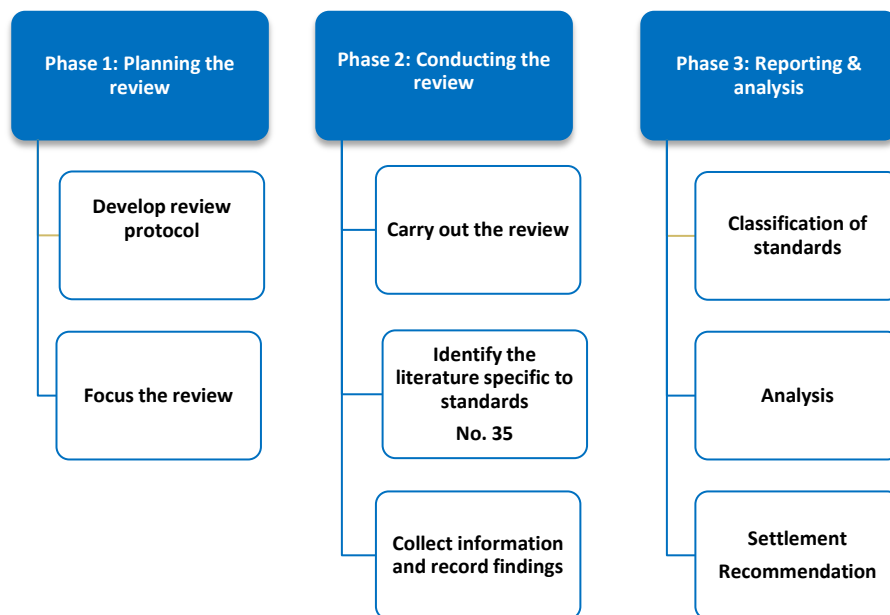 Phase 1: Planning the
review
Develop review
protocol
Focus the review
Phase 2: Conducting the
review
Carry out the review
Identify the
literature specific to
standards
No. 35
Collect information
and record findings
Phase 3: Reporting &
analysis
Classification of
standards
Analysis
Settlement
Recommendation